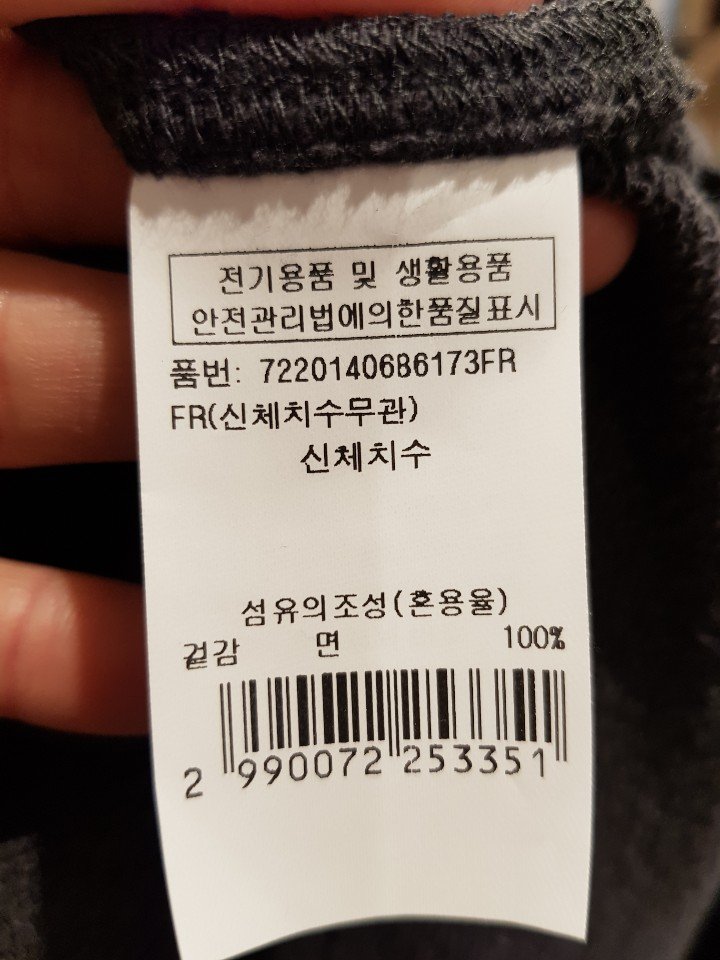 전기용품 및 생활용품
안전관리법에의한품질표시
품번: 7220140686173FR
FR(신체치수무관)
신체치수
섬유의조성(혼용율)
겉감 면 100%
2 990072 253351